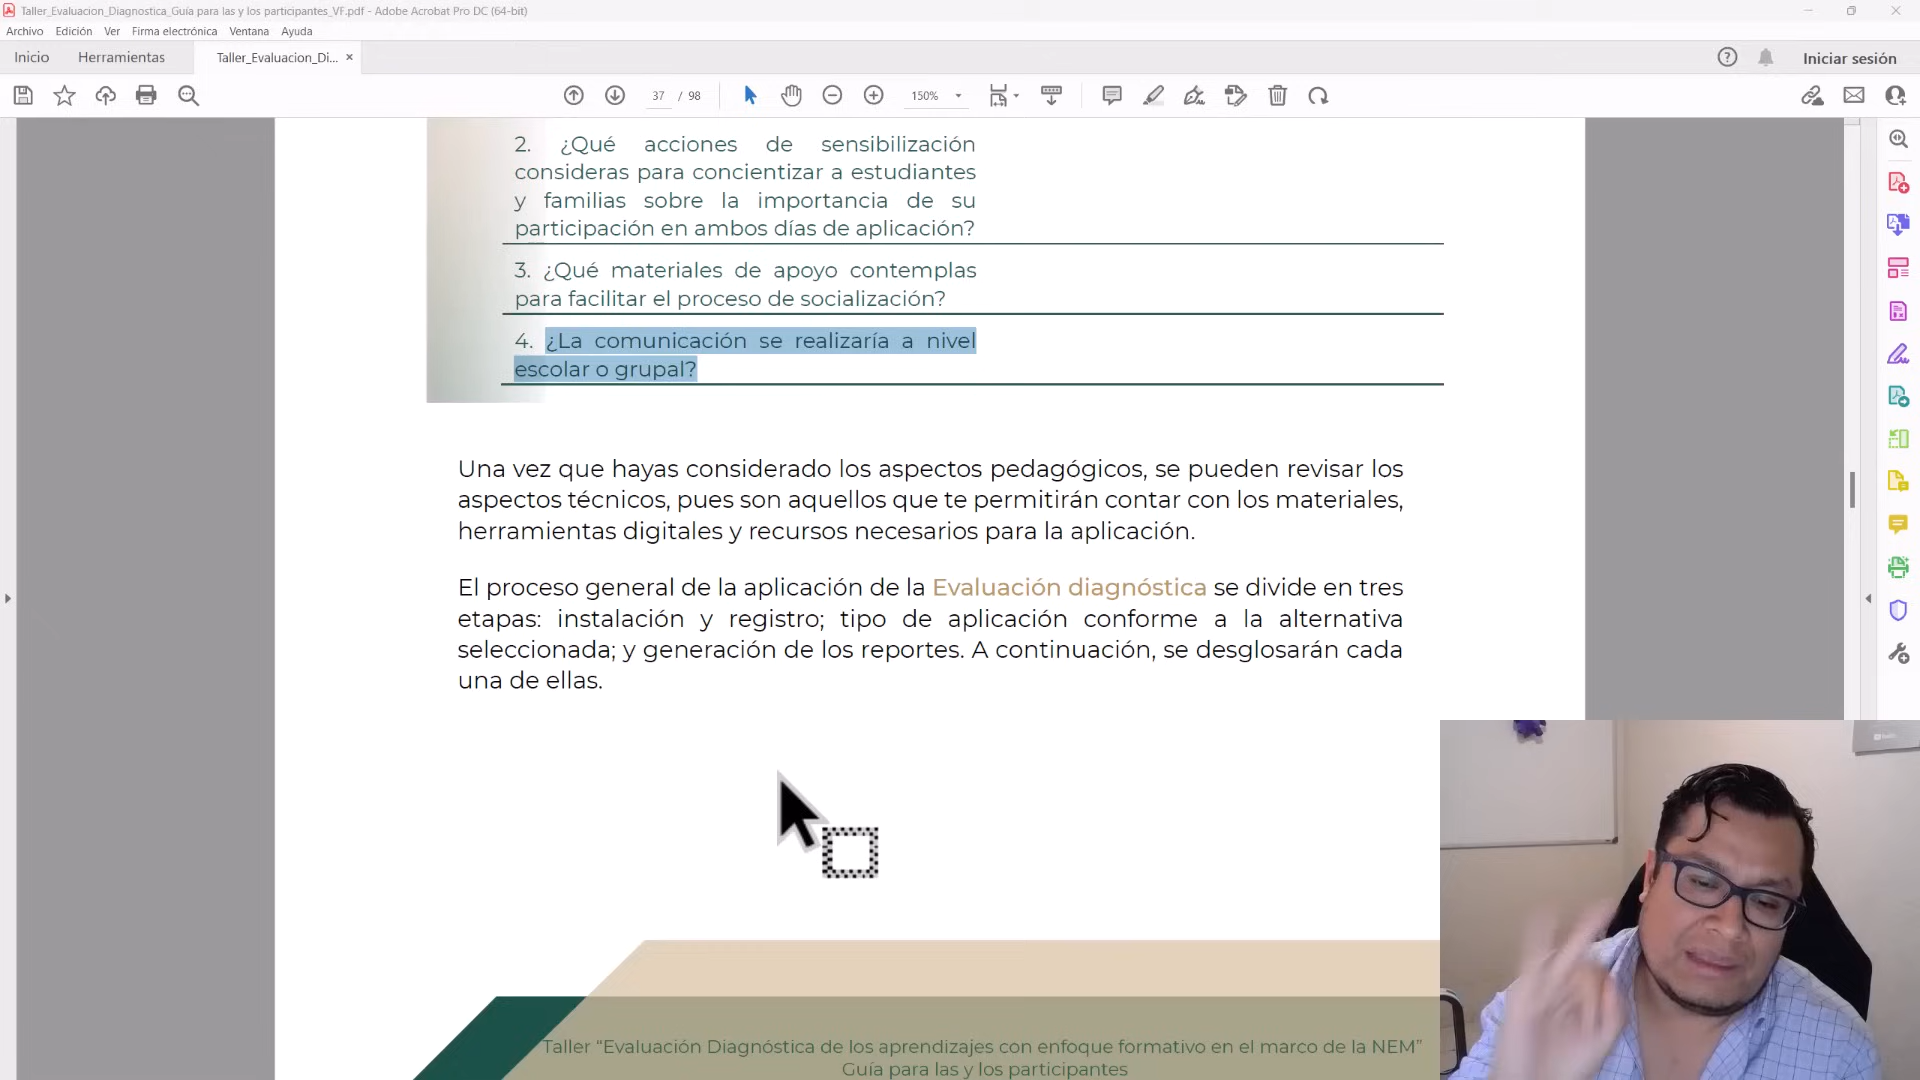 Taller_Evaluacion_Diagnostica_Guía para las y los participantes_VF.pdf - Adobe Acrobat Pro DC (64-bit)
Archivo Edición Ver Firma electrónica Ventana Ayuda
Inicio Herramientas Taller_Evaluacion_Di... × Iniciar sesión
37 / 98 150%
2. ¿Qué acciones de sensibilización
consideras para concientizar a estudiantes
y familias sobre la importancia de su
participación en ambos días de aplicación?
3. ¿Qué materiales de apoyo contemplas
para facilitar el proceso de socialización?
4. ¿La comunicación se realizaría a nivel
escolar o grupal?
Una vez que hayas considerado los aspectos pedagógicos, se pueden revisar los
aspectos técnicos, pues son aquellos que te permitirán contar con los materiales,
herramientas digitales y recursos necesarios para la aplicación.
El proceso general de la aplicación de la Evaluación diagnóstica se divide en tres
etapas: instalación y registro; tipo de aplicación conforme a la alternativa
seleccionada; y generación de los reportes. A continuación, se desglosarán cada
una de ellas.
Taller “Evaluación Diagnóstica de los aprendizajes con enfoque formativo en el marco de la NEM”
Guía para las y los participantes